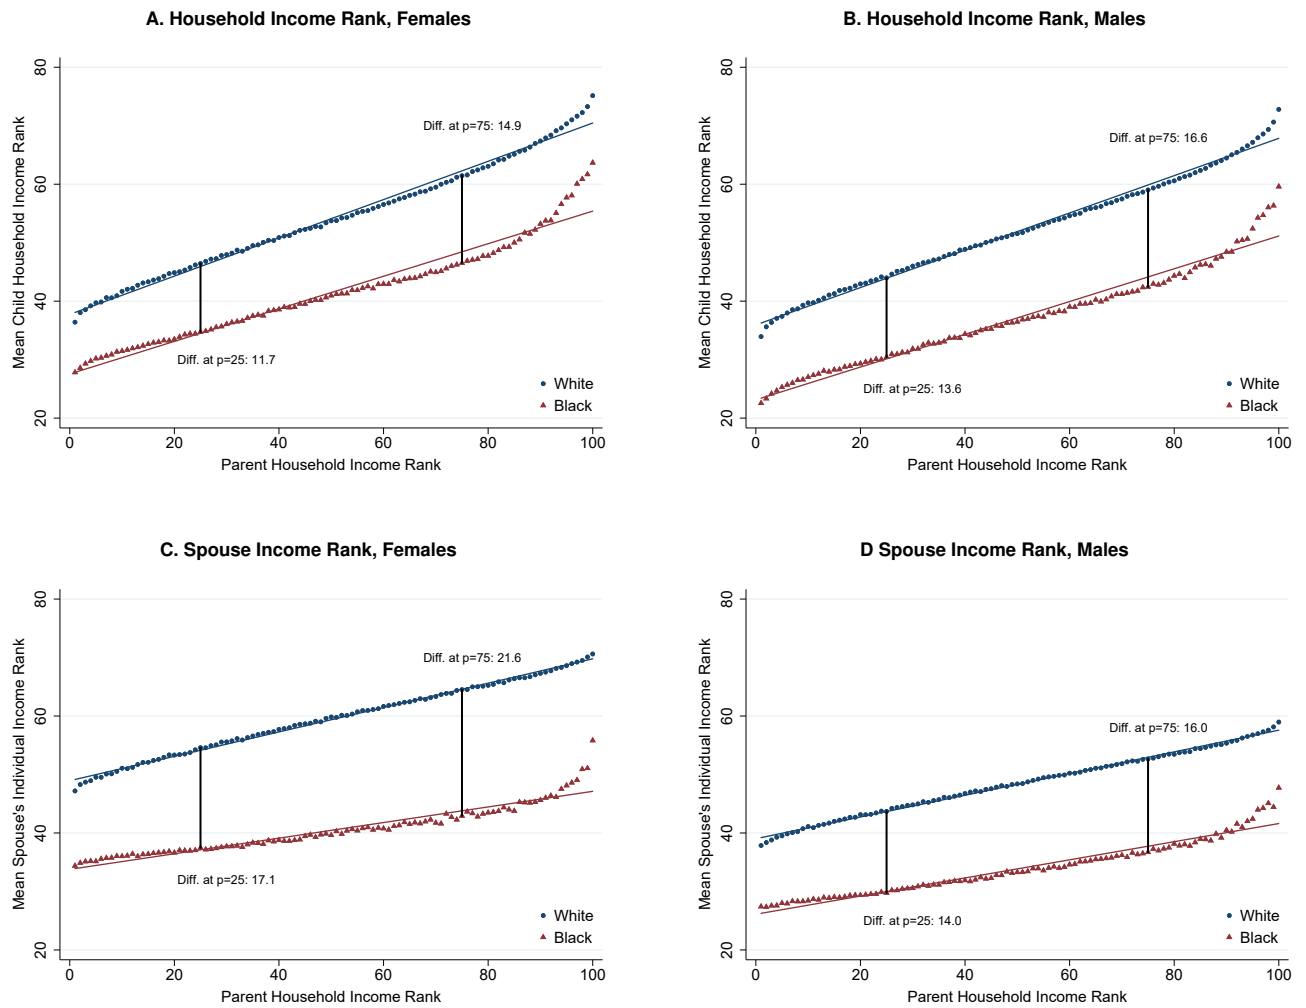 A. Household Income Rank, Females
Mean Child Household Income Rank
80
60
40
20
Diff. at p=75: 14.9
Diff. at p=25: 11.7
White
Black
0 20 40 60 80 100
Parent Household Income Rank
B. Household Income Rank, Males
Mean Child Household Income Rank
80
60
40
20
Diff. at p=75: 16.6
Diff. at p=25: 13.6
White
Black
0 20 40 60 80 100
Parent Household Income Rank
C. Spouse Income Rank, Females
Mean Spouse's Individual Income Rank
80
60
40
20
Diff. at p=75: 21.6
Diff. at p=25: 17.1
White
Black
0 20 40 60 80 100
Parent Household Income Rank
D Spouse Income Rank, Males
Mean Spouse's Individual Income Rank
80
60
40
20
Diff. at p=75: 16.0
Diff. at p=25: 14.0
White
Black
0 20 40 60 80 100
Parent Household Income Rank